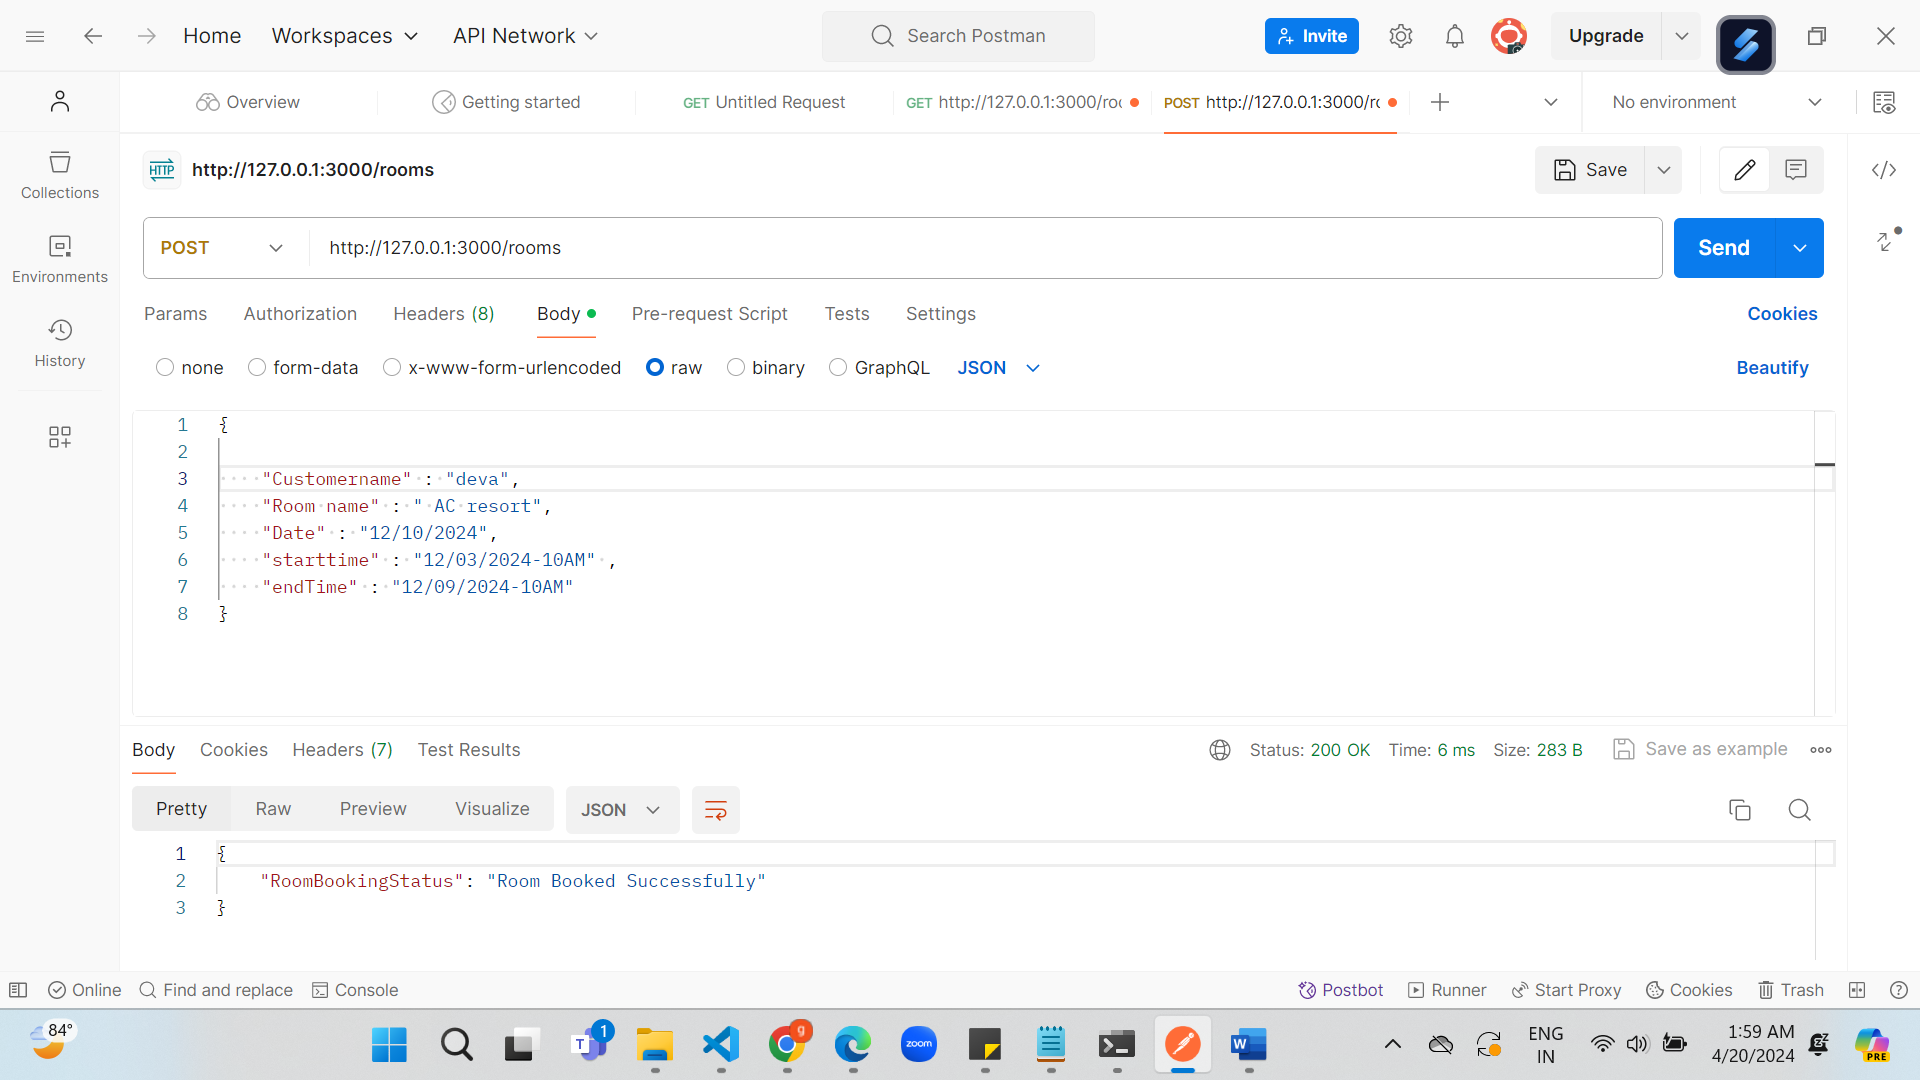 Home Workspaces API Network Search Postman Invite Upgrade
Overview Getting started GET Untitled Request GET http://127.0.0.1:3000/roo POST http://127.0.0.1:3000/r No environment
HTTP http://127.0.0.1:3000/rooms Save
Collections
Environments
History
POST http://127.0.0.1:3000/rooms Send
Params Authorization Headers (8) Body Pre-request Script Tests Settings Cookies
none form-data x-www-form-urlencoded raw binary GraphQL JSON Beautify
1 {
2
3 "Customername" : "deva",
4 "Room name" : " AC resort",
5 "Date" : "12/10/2024",
6 "starttime" : "12/03/2024-10AM" ,
7 "endTime" : "12/09/2024-10AM"
8 }
Body Cookies Headers (7) Test Results Status: 200 OK Time: 6 ms Size: 283 B Save as example
Pretty Raw Preview Visualize JSON
1 {
2 "RoomBookingStatus": "Room Booked Successfully"
3 }
Online Find and replace Console Postbot Runner Start Proxy Cookies Trash
84° T 1 g zoom W ENG 1:59 AM
IN 4/20/2024 PRE